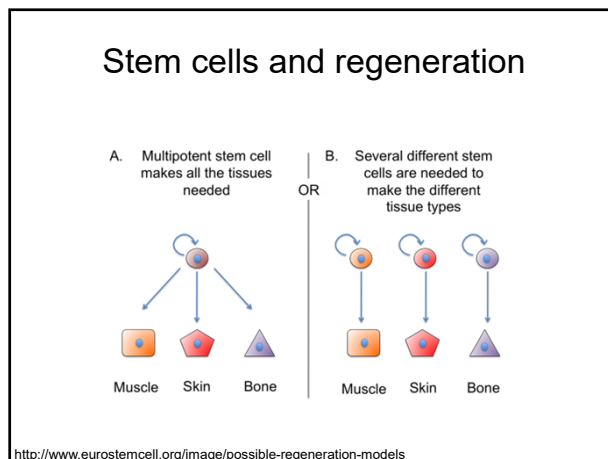 Stem cells and regeneration
A. Multipotent stem cell
makes all the tissues
needed
OR
B. Several different stem
cells are needed to
make the different
tissue types
Muscle Skin Bone
Muscle Skin Bone
http://www.eurostemcell.org/image/possible-regeneration-models